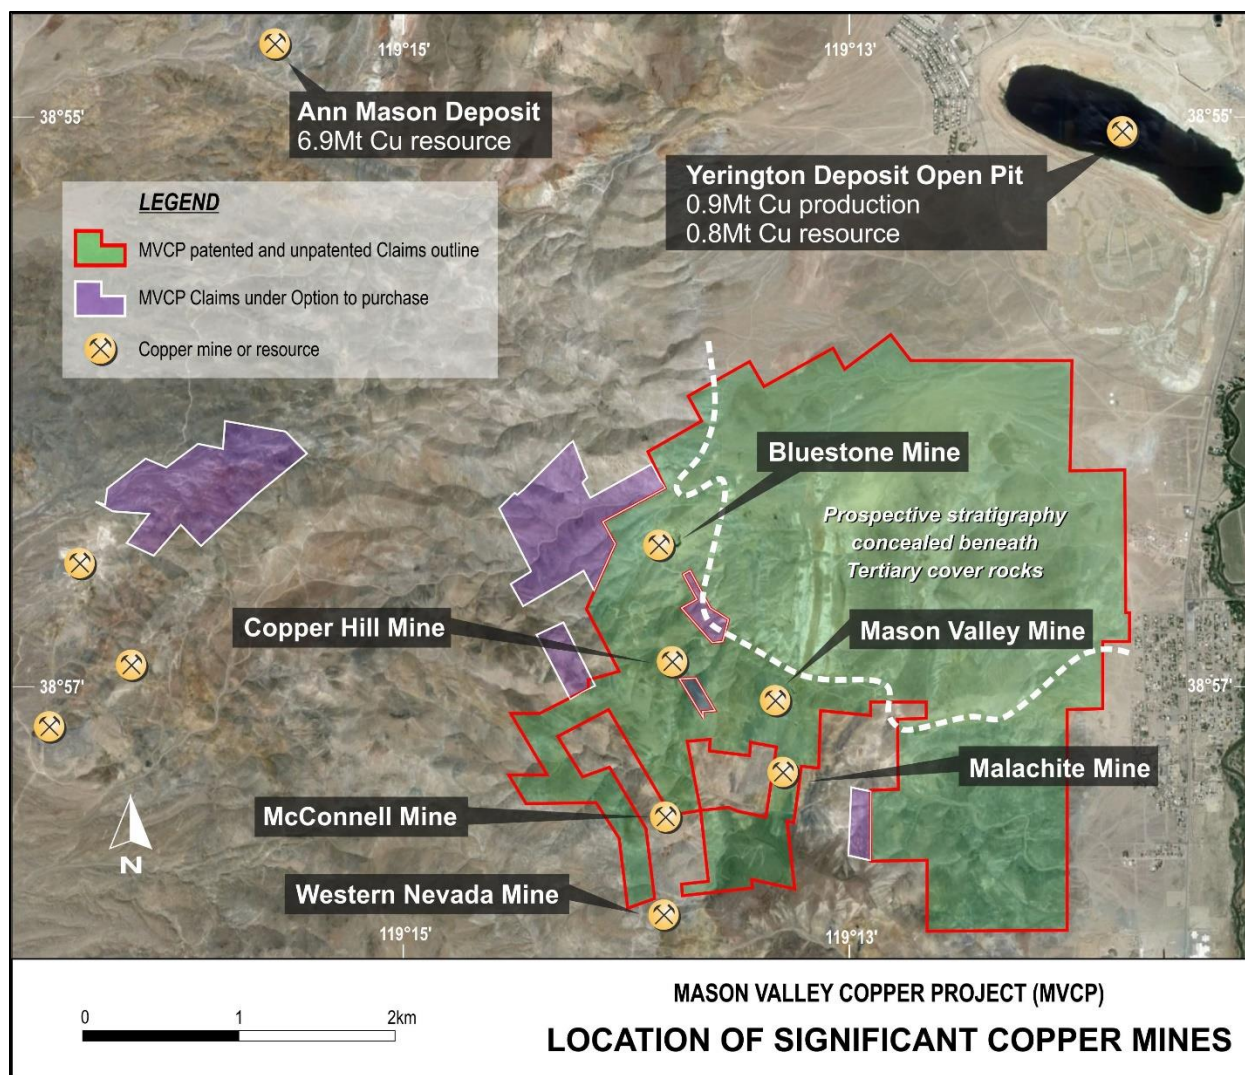 119°15'
119°13'
38°55'
38°55'
Ann Mason Deposit
6.9Mt Cu resource
Yerington Deposit Open Pit
0.9Mt Cu production
0.8Mt Cu resource
LEGEND
MVCP patented and unpatented Claims outline
MVCP Claims under Option to purchase
Copper mine or resource
Bluestone Mine
Prospective stratigraphy
concealed beneath
Tertiary cover rocks
Copper Hill Mine
Mason Valley Mine
38°57'
38°57'
Malachite Mine
McConnell Mine
N
Western Nevada Mine
119°15'
119°13'
0 1 2km
MASON VALLEY COPPER PROJECT (MVCP)
LOCATION OF SIGNIFICANT COPPER MINES